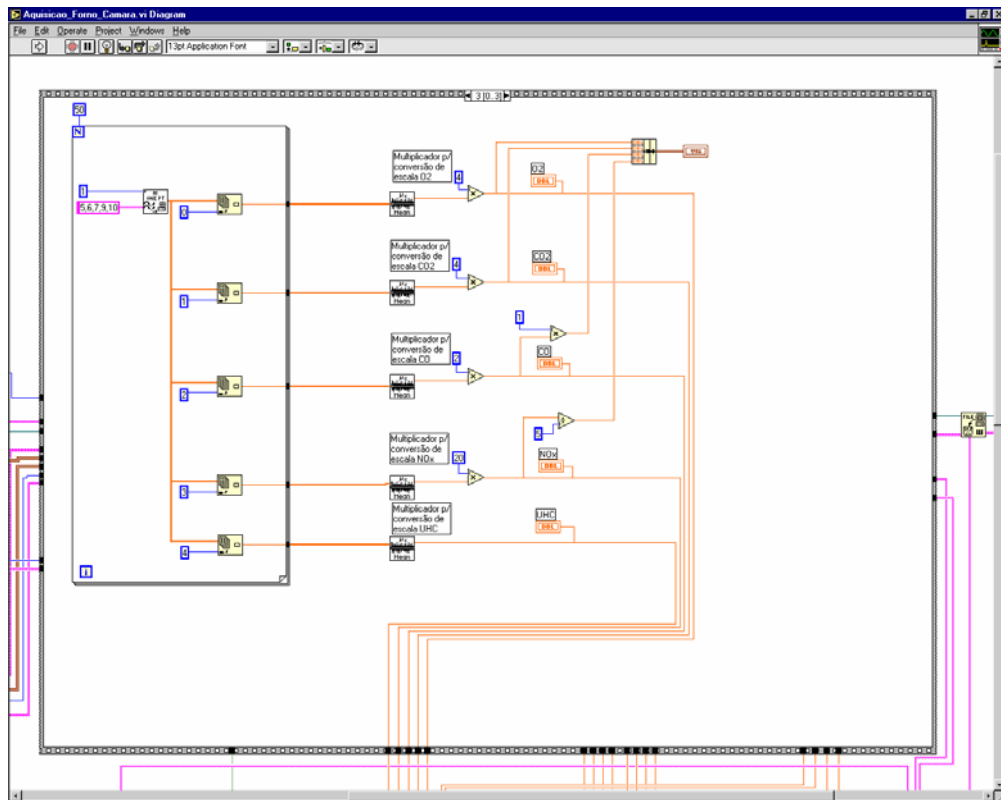 Aquisicao_Forno_Camara.vi Diagram
File Edit Operate Project Windows Help
13pt Application Font
3 [0..3]
50
N
Multiplicador p/
conversão de
escala O2
4
O2
DBL
1
5,6,7,9,10
0
Mean
Multiplicador p/
conversão de
escala CO2
4
CO2
DBL
1
Mean
1
Multiplicador p/
conversão de
escala CO
2
CO
DBL
2
Mean
5
Multiplicador p/
conversão de
escala NOx
20
NOx
DBL
3
Mean
Multiplicador p/
conversão de
escala UHC
UHC
DBL
4
Mean
i
FILE